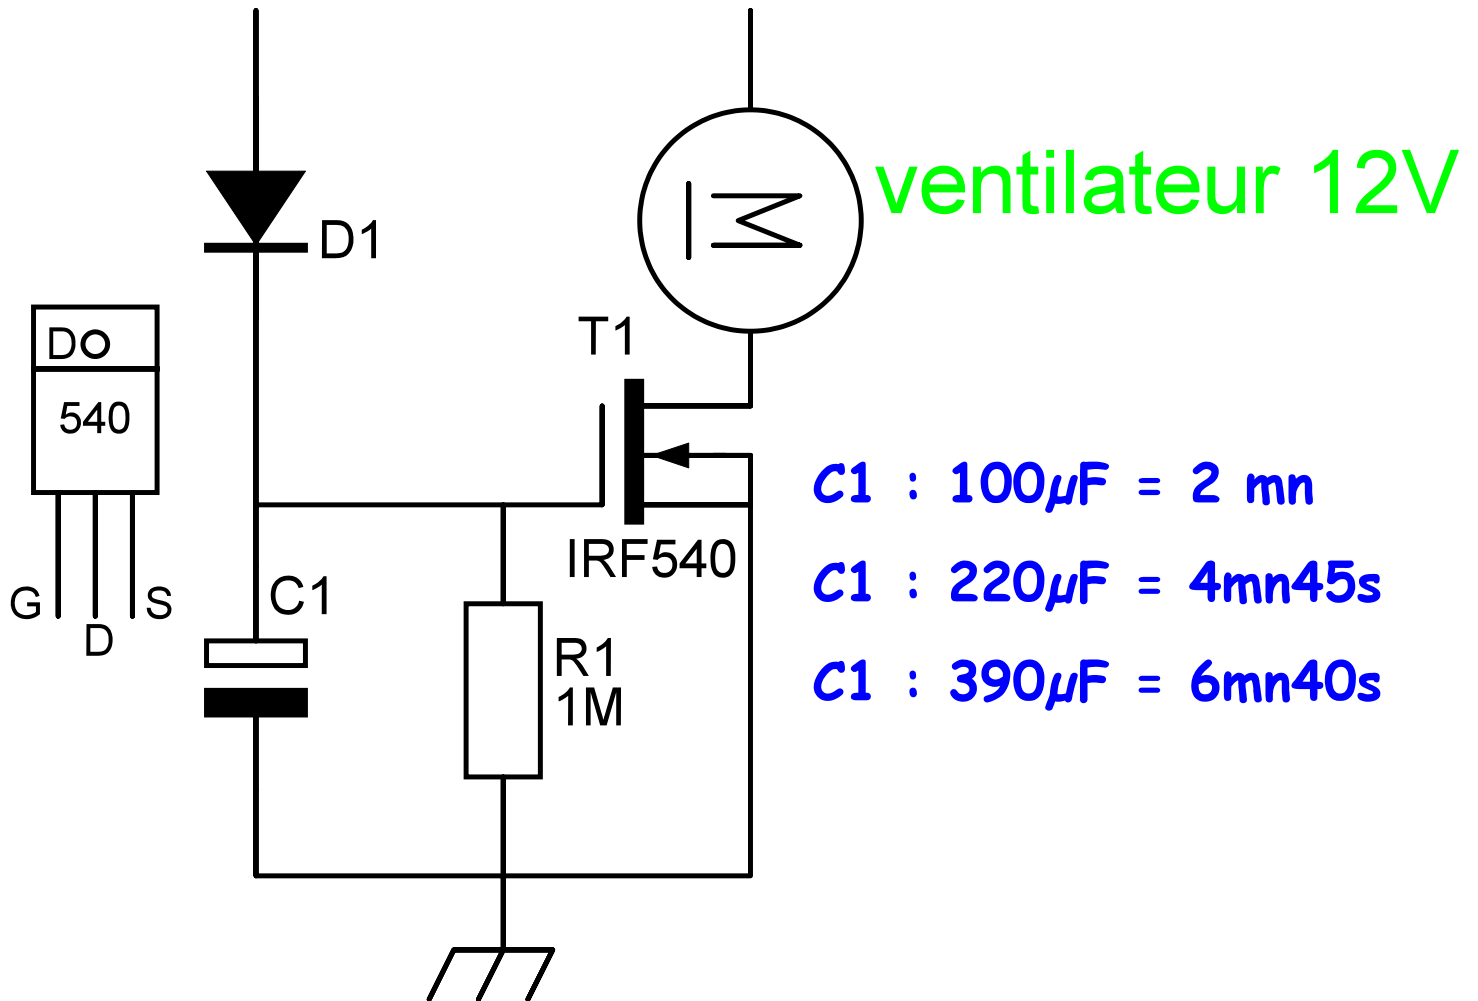 ventilateur 12V
D1
T1
D
540
C1 : 100µF = 2 mn
IRF540
C1 : 220µF = 4mn45s
G
D
S
C1
R1
1M
C1 : 390µF = 6mn40s
M